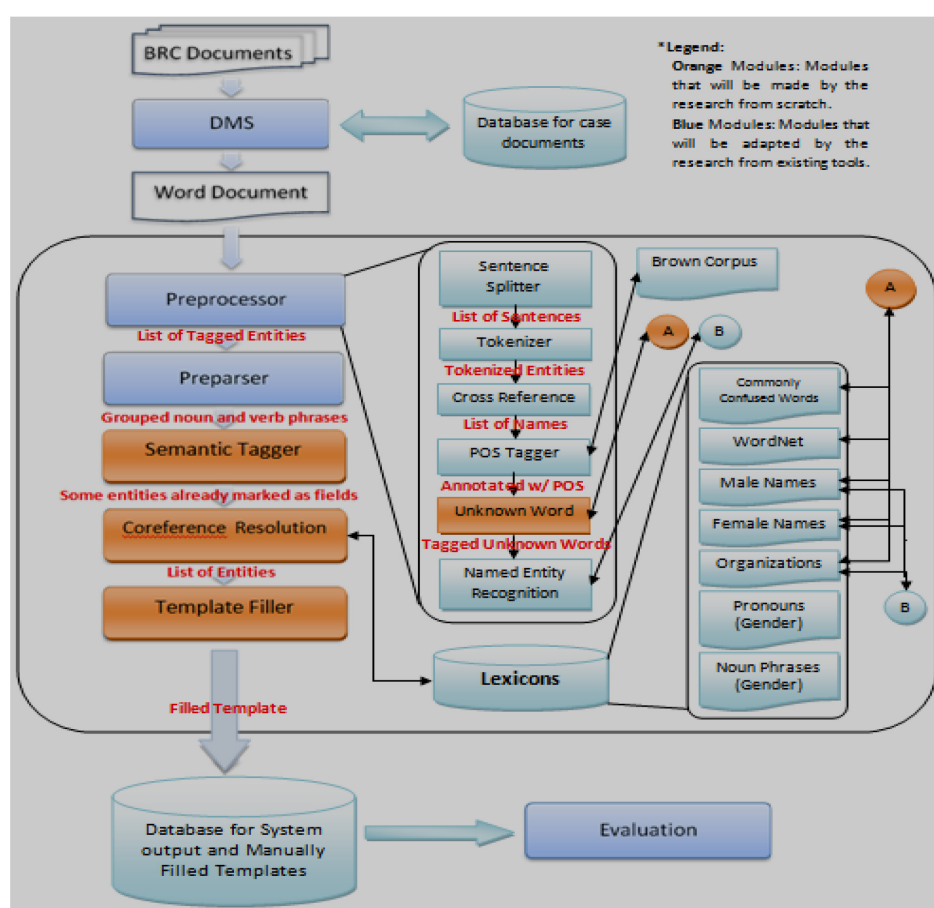 BRC Documents
*Legend:
Orange Modules: Modules
that will be made by the
research from scratch.
Blue Modules: Modules that
will be adapted by the
research from existing tools.
DMS
Database for case
documents
Word Document
Preprocessor
List of Tagged Entities
Preparser
Grouped noun and verb phrases
Semantic Tagger
Some entities already marked as fields
Coreference Resolution
List of Entities
Template Filler
Filled Template
Sentence
Splitter
List of Sentences
Tokenizer
Tokenized Entities
Cross Reference
List of Names
POS Tagger
Annotated w/ POS
Unknown Word
Tagged Unknown Words
Named Entity
Recognition
Brown Corpus
A
B
A
Commonly
Confused Words
WordNet
Male Names
Female Names
Organizations
B
Pronouns
(Gender)
Noun Phrases
(Gender)
Lexicons
Database for System
output and Manually
Filled Templates
Evaluation